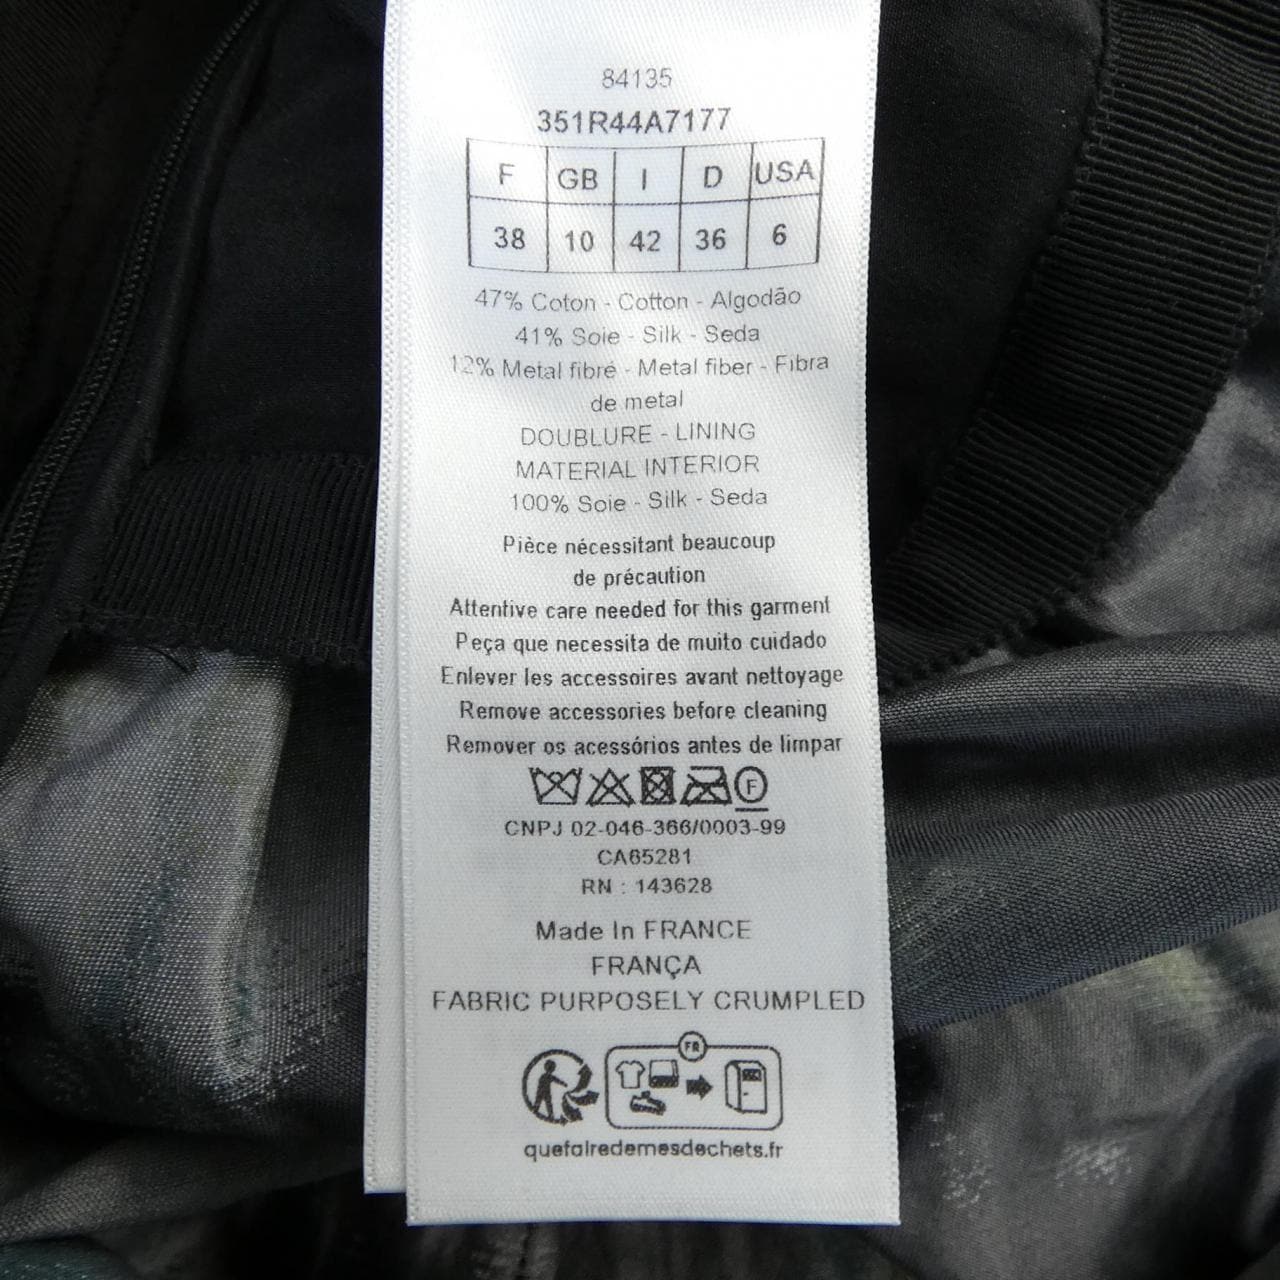 84135
351R44A7177
F GB I D USA
38 10 42 36 6
47% Coton - Cotton - Algodão
41% Soie - Silk - Seda
12% Metal fibré - Metal fiber - Fibra
de metal
DOUBLURE - LINING
MATERIAL INTERIOR
100% Soie - Silk - Seda
Pièce nécessitant beaucoup
de précaution
Attentive care needed for this garment
Peça que necessita de muito cuidado
Enlever les accessoires avant nettoyage
Remove accessories before cleaning
Remover os acessórios antes de limpar
F
CNPJ 02-046-366/0003-99
CA65281
RN : 143628
Made In FRANCE
FRANÇA
FABRIC PURPOSELY CRUMPLED
FR
quefairedemesdechets.fr